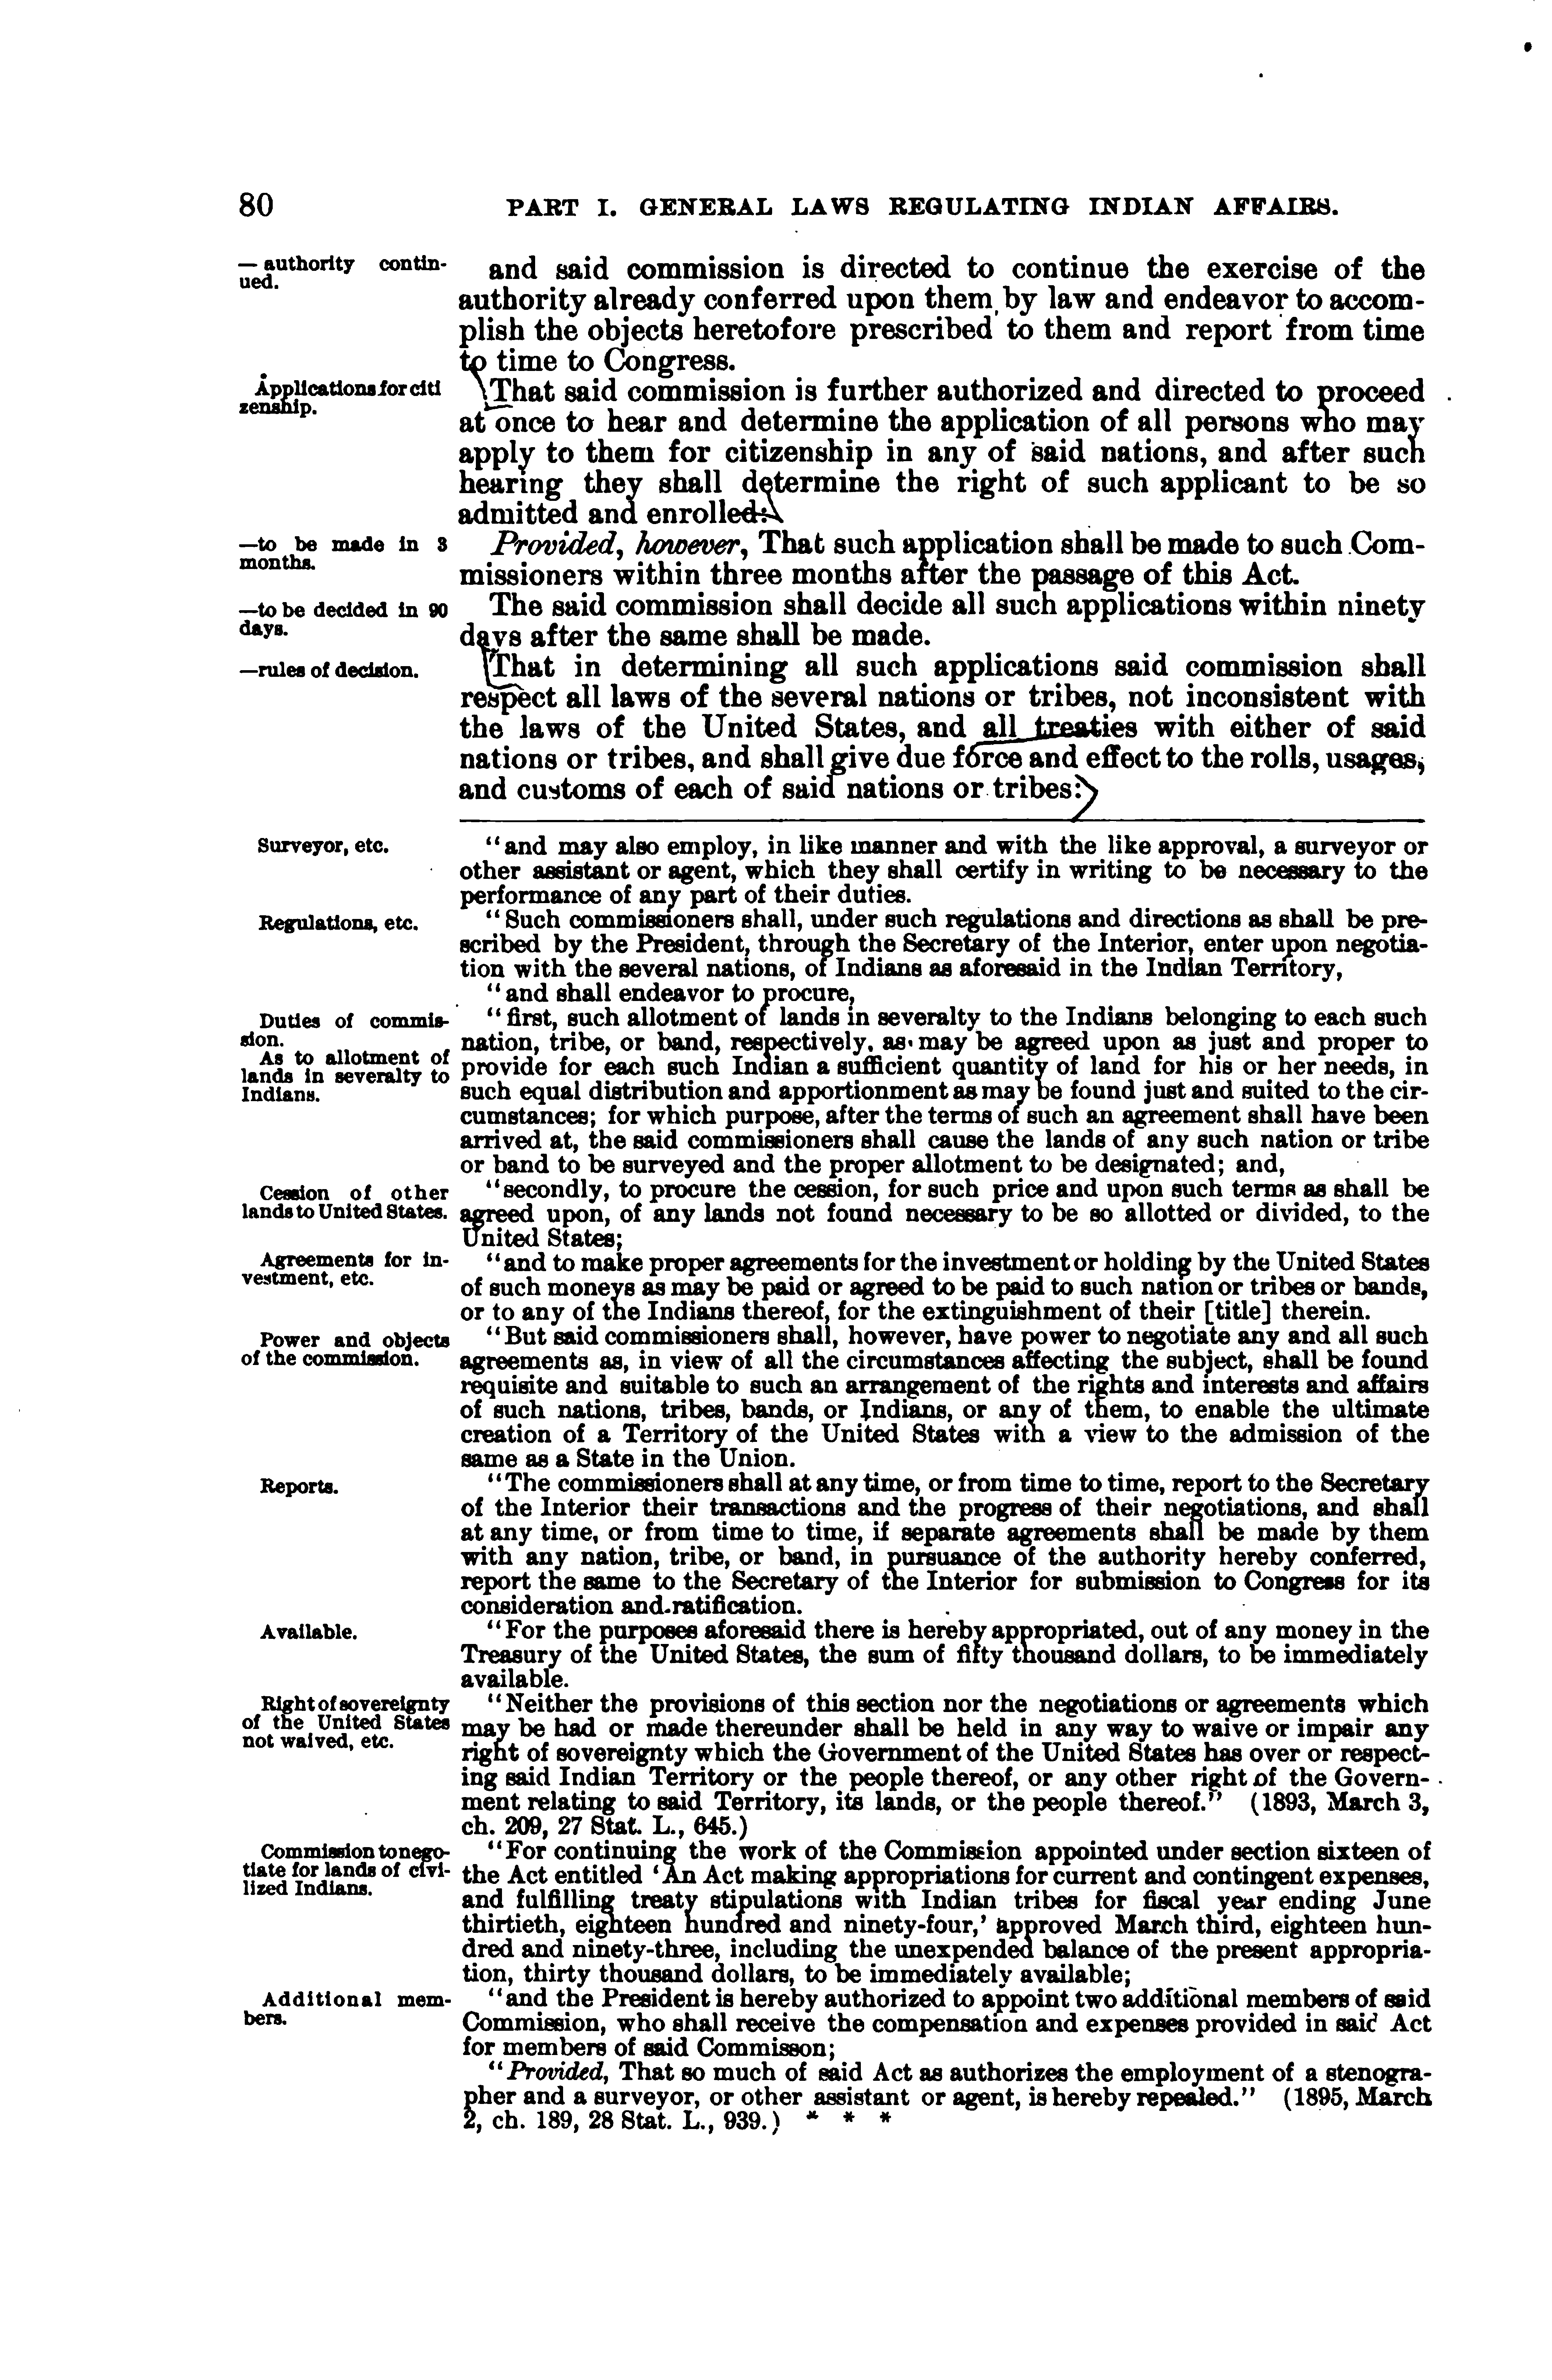 80 PART I. GENERAL LAWS REGULATING INDIAN AFFAIRS.
— authority contin-
ued.
and said commission is directed to continue the exercise of the
authority already conferred upon them by law and endeavor to accom-
plish the objects heretofore prescribed to them and report from time
to time to Congress.
Applications for citi
zenship.
That said commission is further authorized and directed to proceed
at once to hear and determine the application of all persons who may
apply to them for citizenship in any of said nations, and after such
hearing they shall determine the right of such applicant to be so
admitted and enrolled:
—to be made in 3
months.
Provided, however, That such application shall be made to such Com-
missioners within three months after the passage of this Act.
—to be decided in 90
days.
The said commission shall decide all such applications within ninety
days after the same shall be made.
—rules of decision.
That in determining all such applications said commission shall
respect all laws of the several nations or tribes, not inconsistent with
the laws of the United States, and all treaties with either of said
nations or tribes, and shall give due force and effect to the rolls, usages,
and customs of each of said nations or tribes:
Surveyor, etc.
"and may also employ, in like manner and with the like approval, a surveyor or
other assistant or agent, which they shall certify in writing to be necessary to the
performance of any part of their duties.
Regulations, etc.
"Such commissioners shall, under such regulations and directions as shall be pre-
scribed by the President, through the Secretary of the Interior, enter upon negotia-
tion with the several nations, of Indians as aforesaid in the Indian Territory,
"and shall endeavor to procure,
Duties of commis-
sion.
As to allotment of
lands in severalty to
Indians.
"first, such allotment of lands in severalty to the Indians belonging to each such
nation, tribe, or band, respectively, as may be agreed upon as just and proper to
provide for each such Indian a sufficient quantity of land for his or her needs, in
such equal distribution and apportionment as may be found just and suited to the cir-
cumstances; for which purpose, after the terms of such an agreement shall have been
arrived at, the said commissioners shall cause the lands of any such nation or tribe
or band to be surveyed and the proper allotment to be designated; and,
Cession of other
lands to United States.
"secondly, to procure the cession, for such price and upon such terms as shall be
agreed upon, of any lands not found necessary to be so allotted or divided, to the
United States;
Agreements for in-
vestment, etc.
"and to make proper agreements for the investment or holding by the United States
of such moneys as may be paid or agreed to be paid to such nation or tribes or bands,
or to any of the Indians thereof, for the extinguishment of their [title] therein.
Power and objects
of the commission.
"But said commissioners shall, however, have power to negotiate any and all such
agreements as, in view of all the circumstances affecting the subject, shall be found
requisite and suitable to such an arrangement of the rights and interests and affairs
of such nations, tribes, bands, or Indians, or any of them, to enable the ultimate
creation of a Territory of the United States with a view to the admission of the
same as a State in the Union.
Reports.
"The commissioners shall at any time, or from time to time, report to the Secretary
of the Interior their transactions and the progress of their negotiations, and shall
at any time, or from time to time, if separate agreements shall be made by them
with any nation, tribe, or band, in pursuance of the authority hereby conferred,
report the same to the Secretary of the Interior for submission to Congress for its
consideration and ratification.
Available.
"For the purposes aforesaid there is hereby appropriated, out of any money in the
Treasury of the United States, the sum of fifty thousand dollars, to be immediately
available.
Right of sovereignty
of the United States
not waived, etc.
"Neither the provisions of this section nor the negotiations or agreements which
may be had or made thereunder shall be held in any way to waive or impair any
right of sovereignty which the Government of the United States has over or respect-
ing said Indian Territory or the people thereof, or any other right of the Govern-
ment relating to said Territory, its lands, or the people thereof." (1893, March 3,
ch. 209, 27 Stat. L., 645.)
Commission to nego-
tiate for lands of civi-
lized Indians.
"For continuing the work of the Commission appointed under section sixteen of
the Act entitled 'An Act making appropriations for current and contingent expenses,
and fulfilling treaty stipulations with Indian tribes for fiscal year ending June
thirtieth, eighteen hundred and ninety-four,' approved March third, eighteen hun-
dred and ninety-three, including the unexpended balance of the present appropria-
tion, thirty thousand dollars, to be immediately available;
Additional mem-
bers.
"and the President is hereby authorized to appoint two additional members of said
Commission, who shall receive the compensation and expenses provided in said Act
for members of said Commisson;
"Provided, That so much of said Act as authorizes the employment of a stenogra-
pher and a surveyor, or other assistant or agent, is hereby repealed." (1895, March
2, ch. 189, 28 Stat. L., 939.) * * *